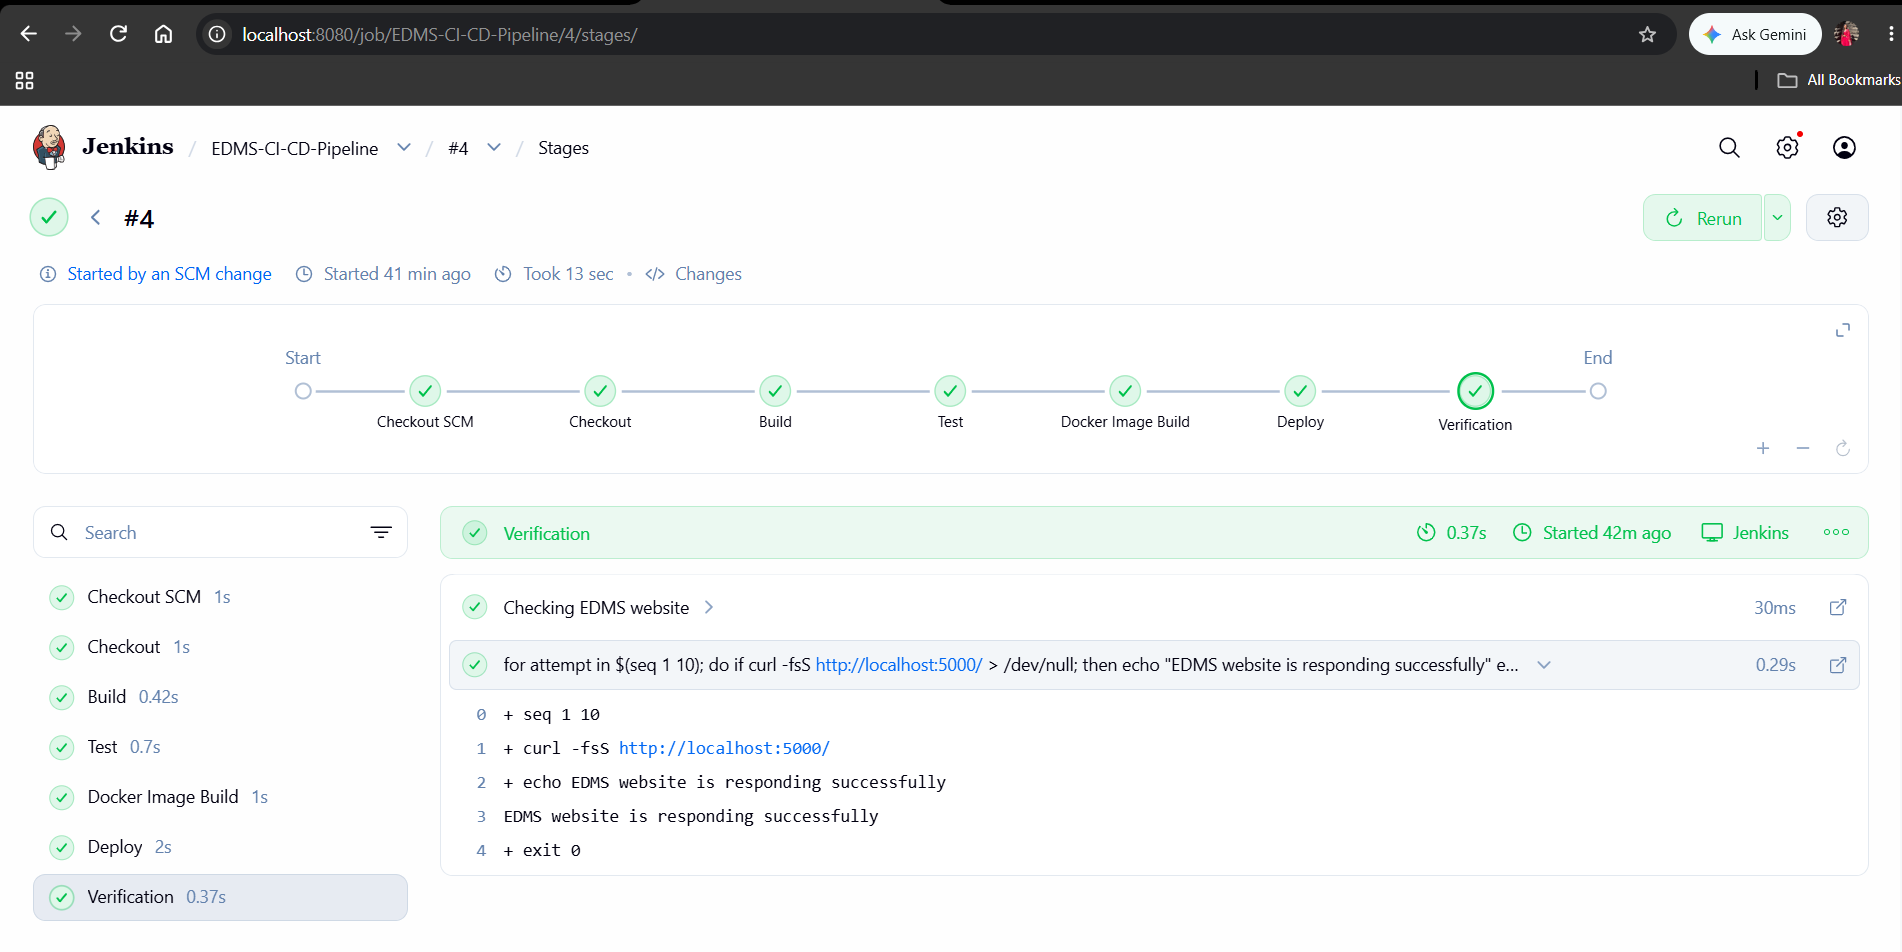 localhost:8080/job/EDMS-CI-CD-Pipeline/4/stages/
Ask Gemini
All Bookmarks
Jenkins / EDMS-CI-CD-Pipeline / #4 / Stages
#4
Rerun
Started by an SCM change Started 41 min ago Took 13 sec • </> Changes
Start
End
Checkout SCM
Checkout
Build
Test
Docker Image Build
Deploy
Verification
Search
Checkout SCM 1s
Checkout 1s
Build 0.42s
Test 0.7s
Docker Image Build 1s
Deploy 2s
Verification 0.37s
Verification 0.37s Started 42m ago Jenkins
Checking EDMS website 30ms
for attempt in $(seq 1 10); do if curl -fsS http://localhost:5000/ > /dev/null; then echo "EDMS website is responding successfully" e... 0.29s
0 + seq 1 10
1 + curl -fsS http://localhost:5000/
2 + echo EDMS website is responding successfully
3 EDMS website is responding successfully
4 + exit 0